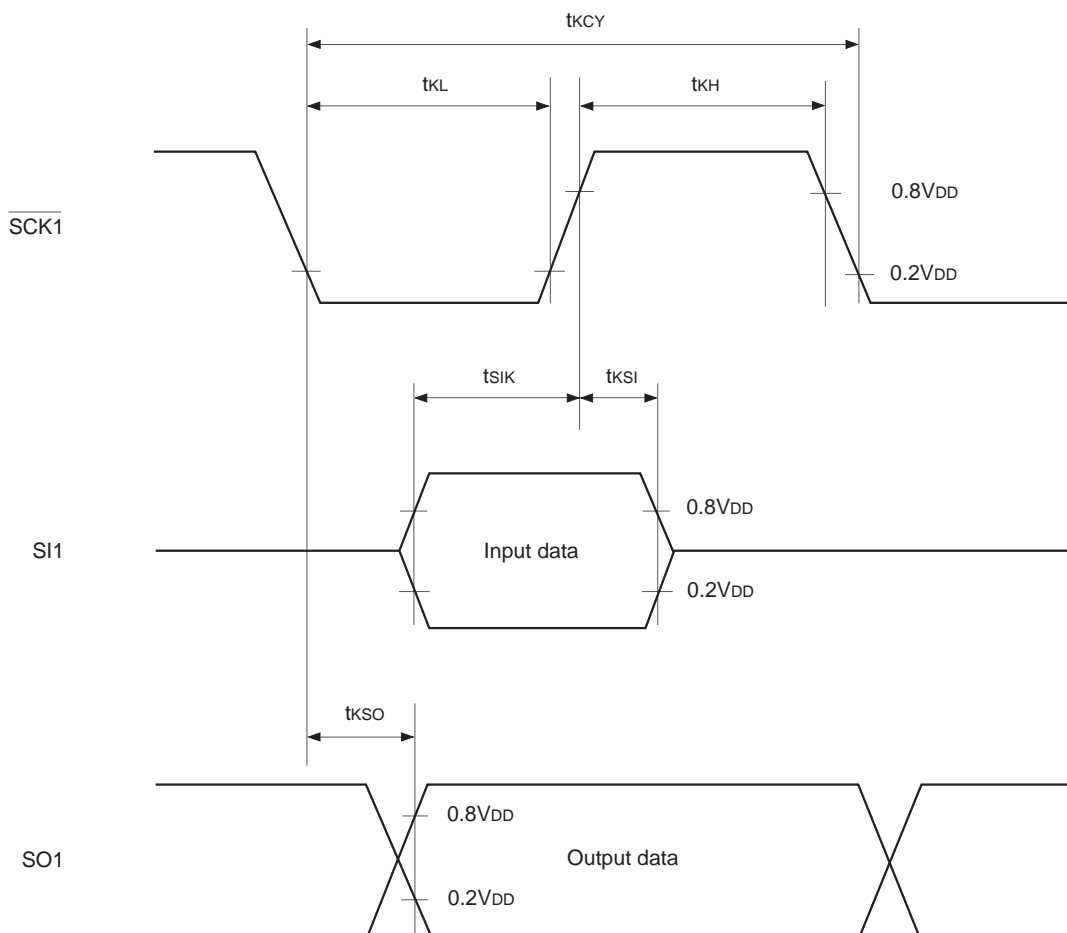 tKCY
tKL
tKH
SCK1
0.8VDD
0.2VDD
tSIK
tKSI
SI1
Input data
0.8VDD
0.2VDD
tKSO
SO1
0.8VDD
Output data
0.2VDD